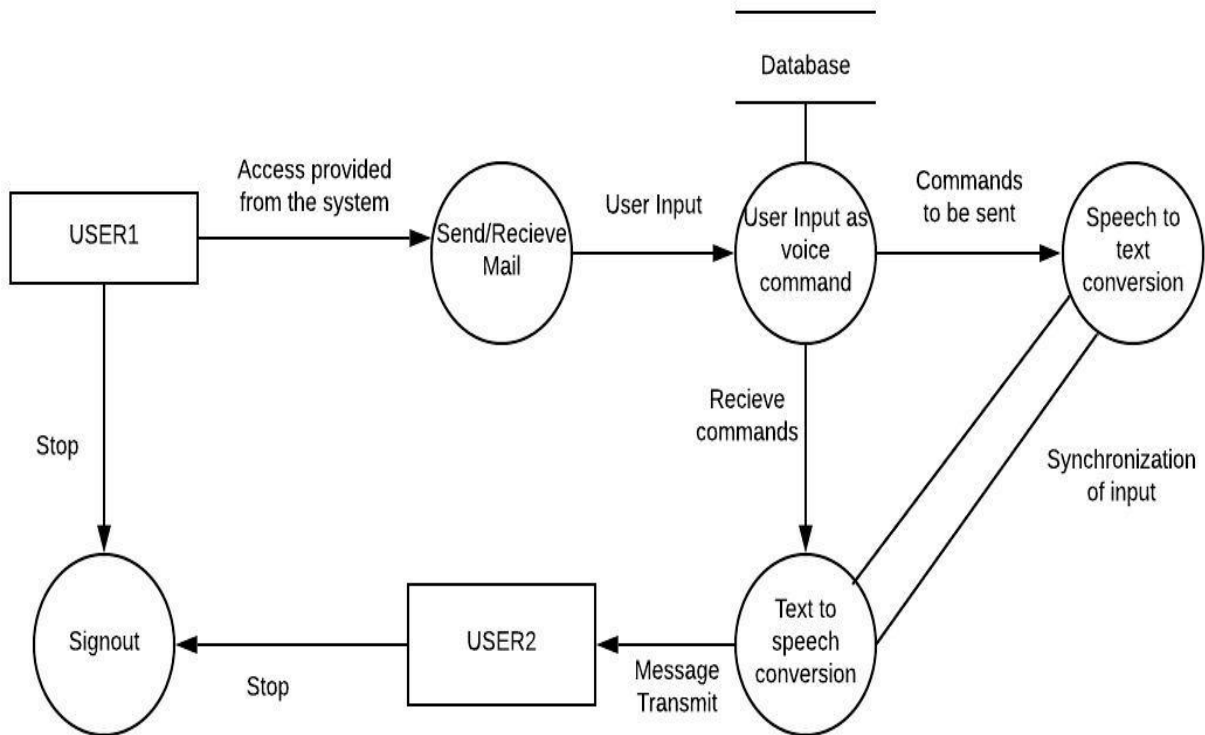 Database
Access provided
from the system
USER1
Send/Recieve
Mail
User Input
User Input as
voice
command
Commands
to be sent
Speech to
text
conversion
Recieve
commands
Stop
Synchronization
of input
Signout
Stop
USER2
Message
Transmit
Text to
speech
conversion